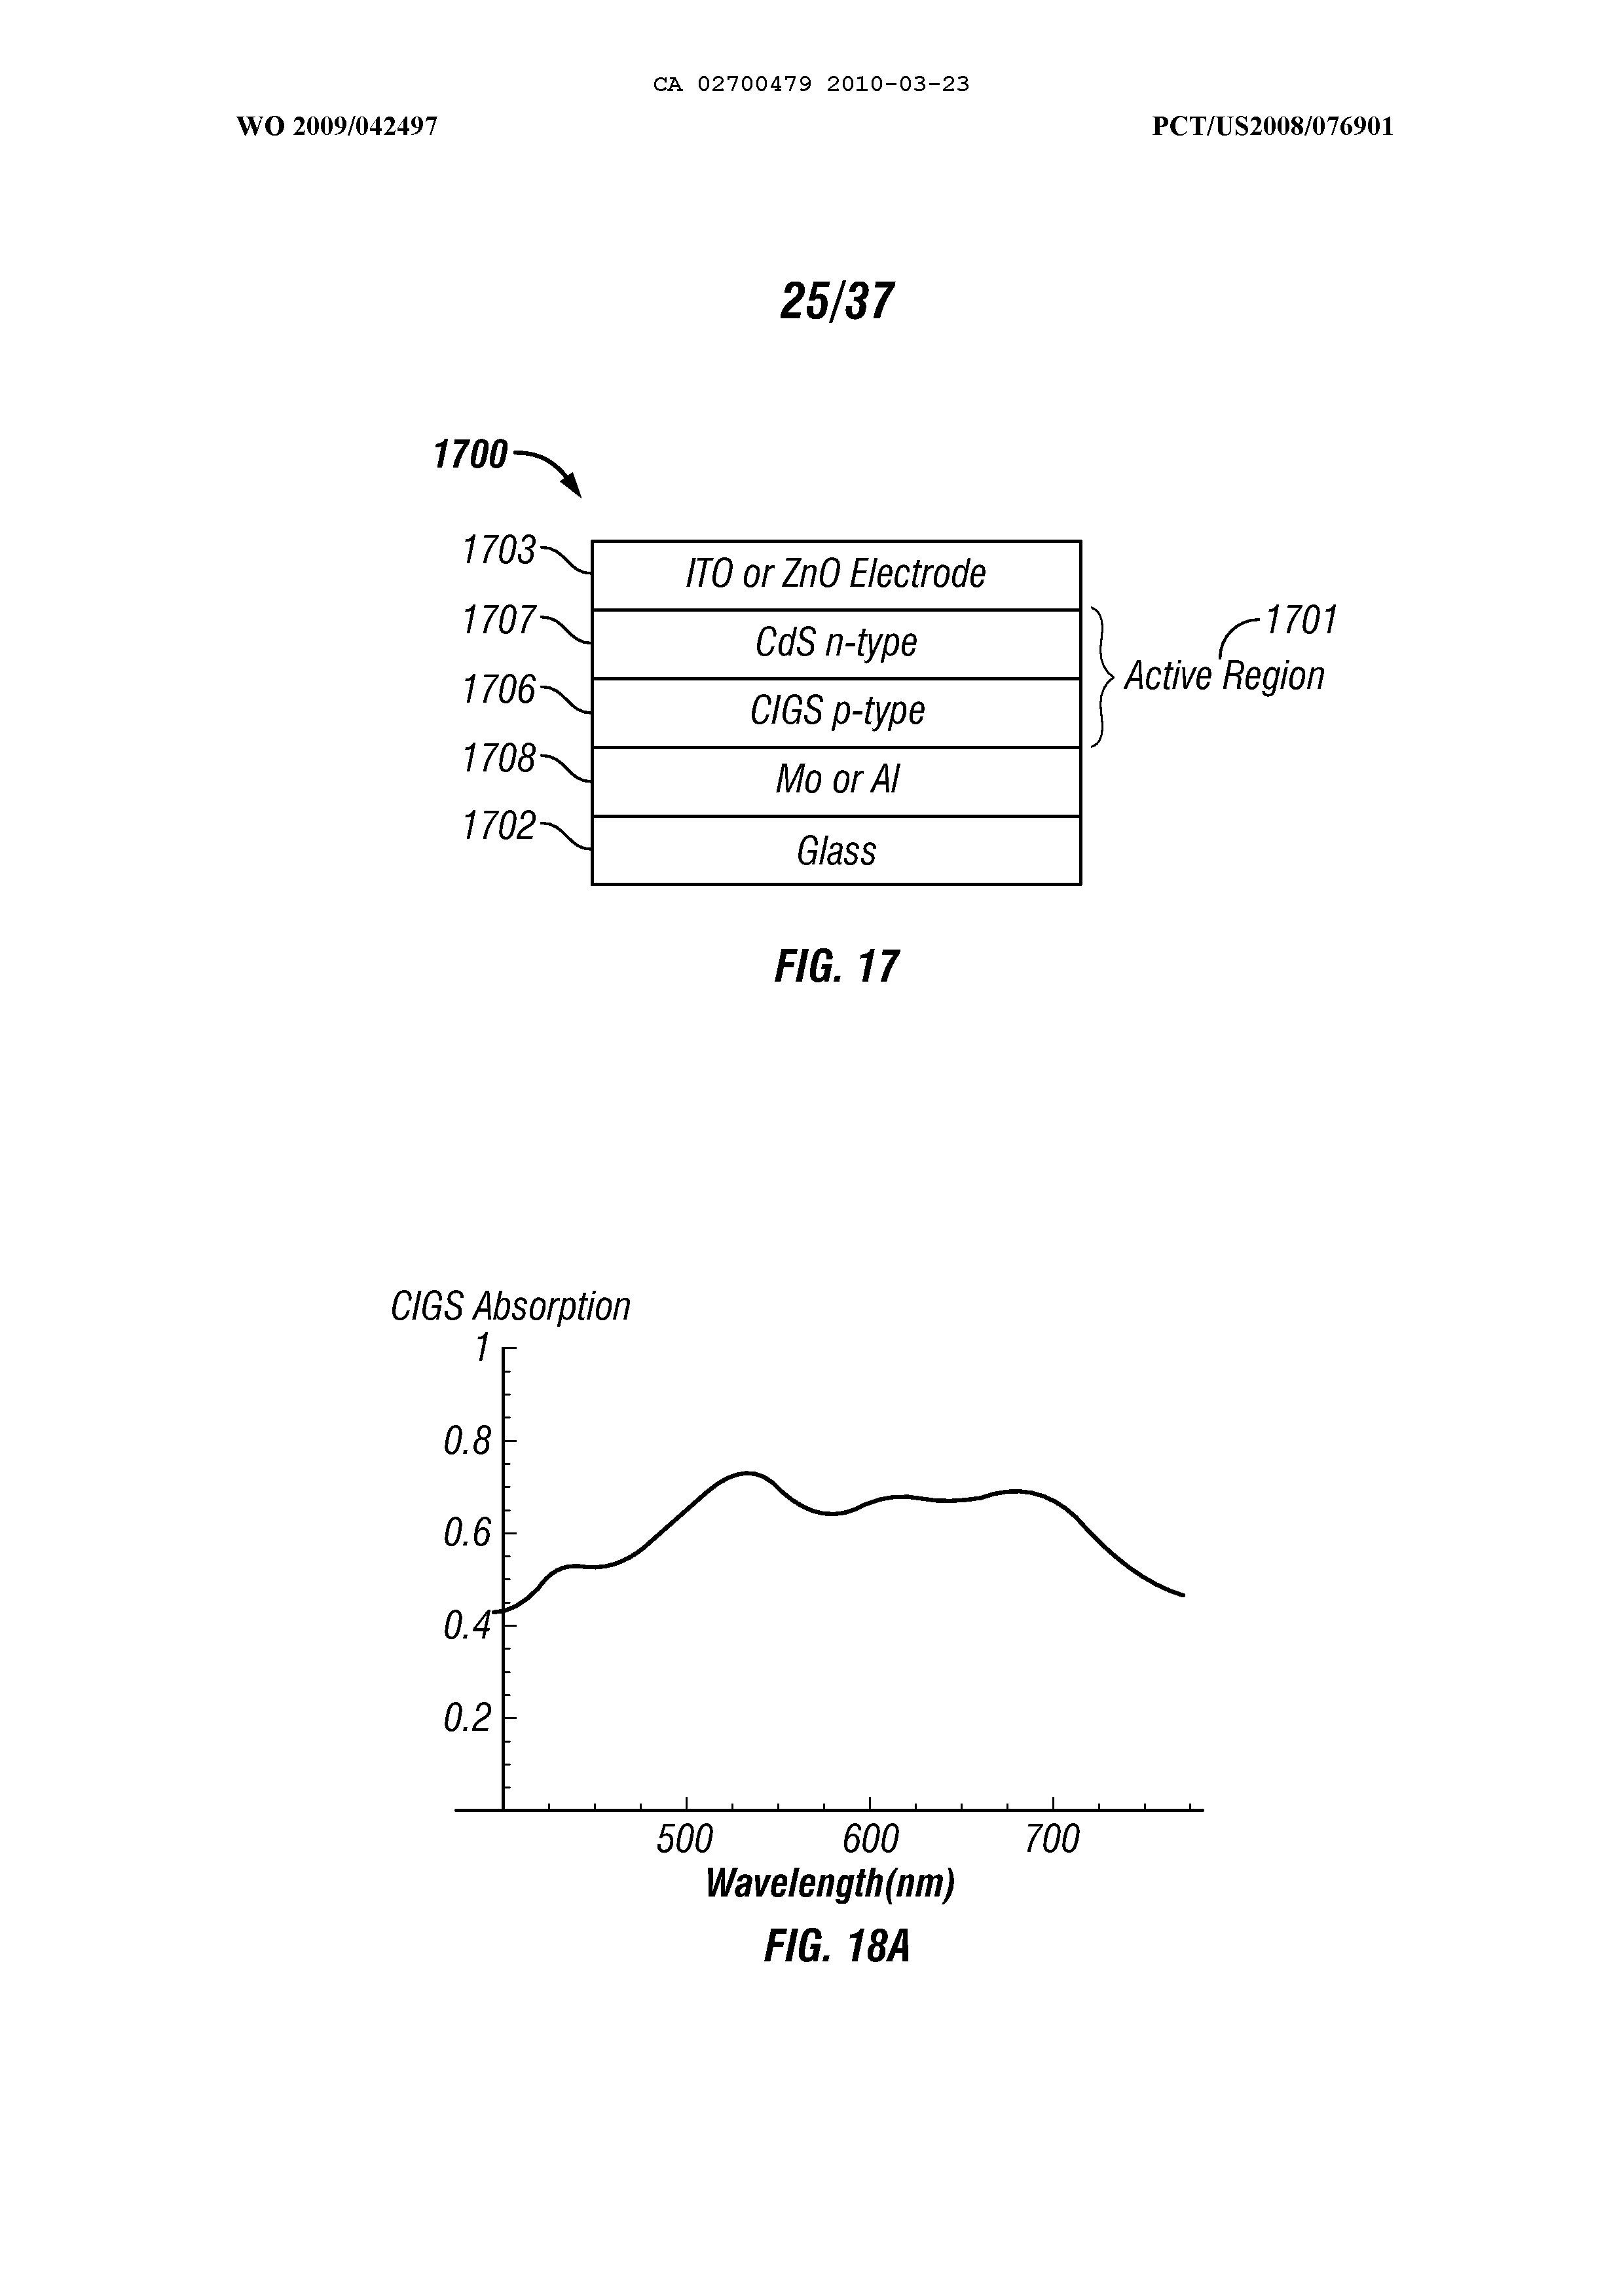 CA 02700479 2010-03-23
WO 2009/042497
PCT/US2008/076901
25/37
1700
1703
ITO or ZnO Electrode
1707
CdS n-type
1701
Active Region
1706
CIGS p-type
1708
Mo or Al
1702
Glass
FIG. 17
CIGS Absorption
1
0.8
0.6
0.4
0.2
500
600
700
Wavelength(nm)
FIG. 18A